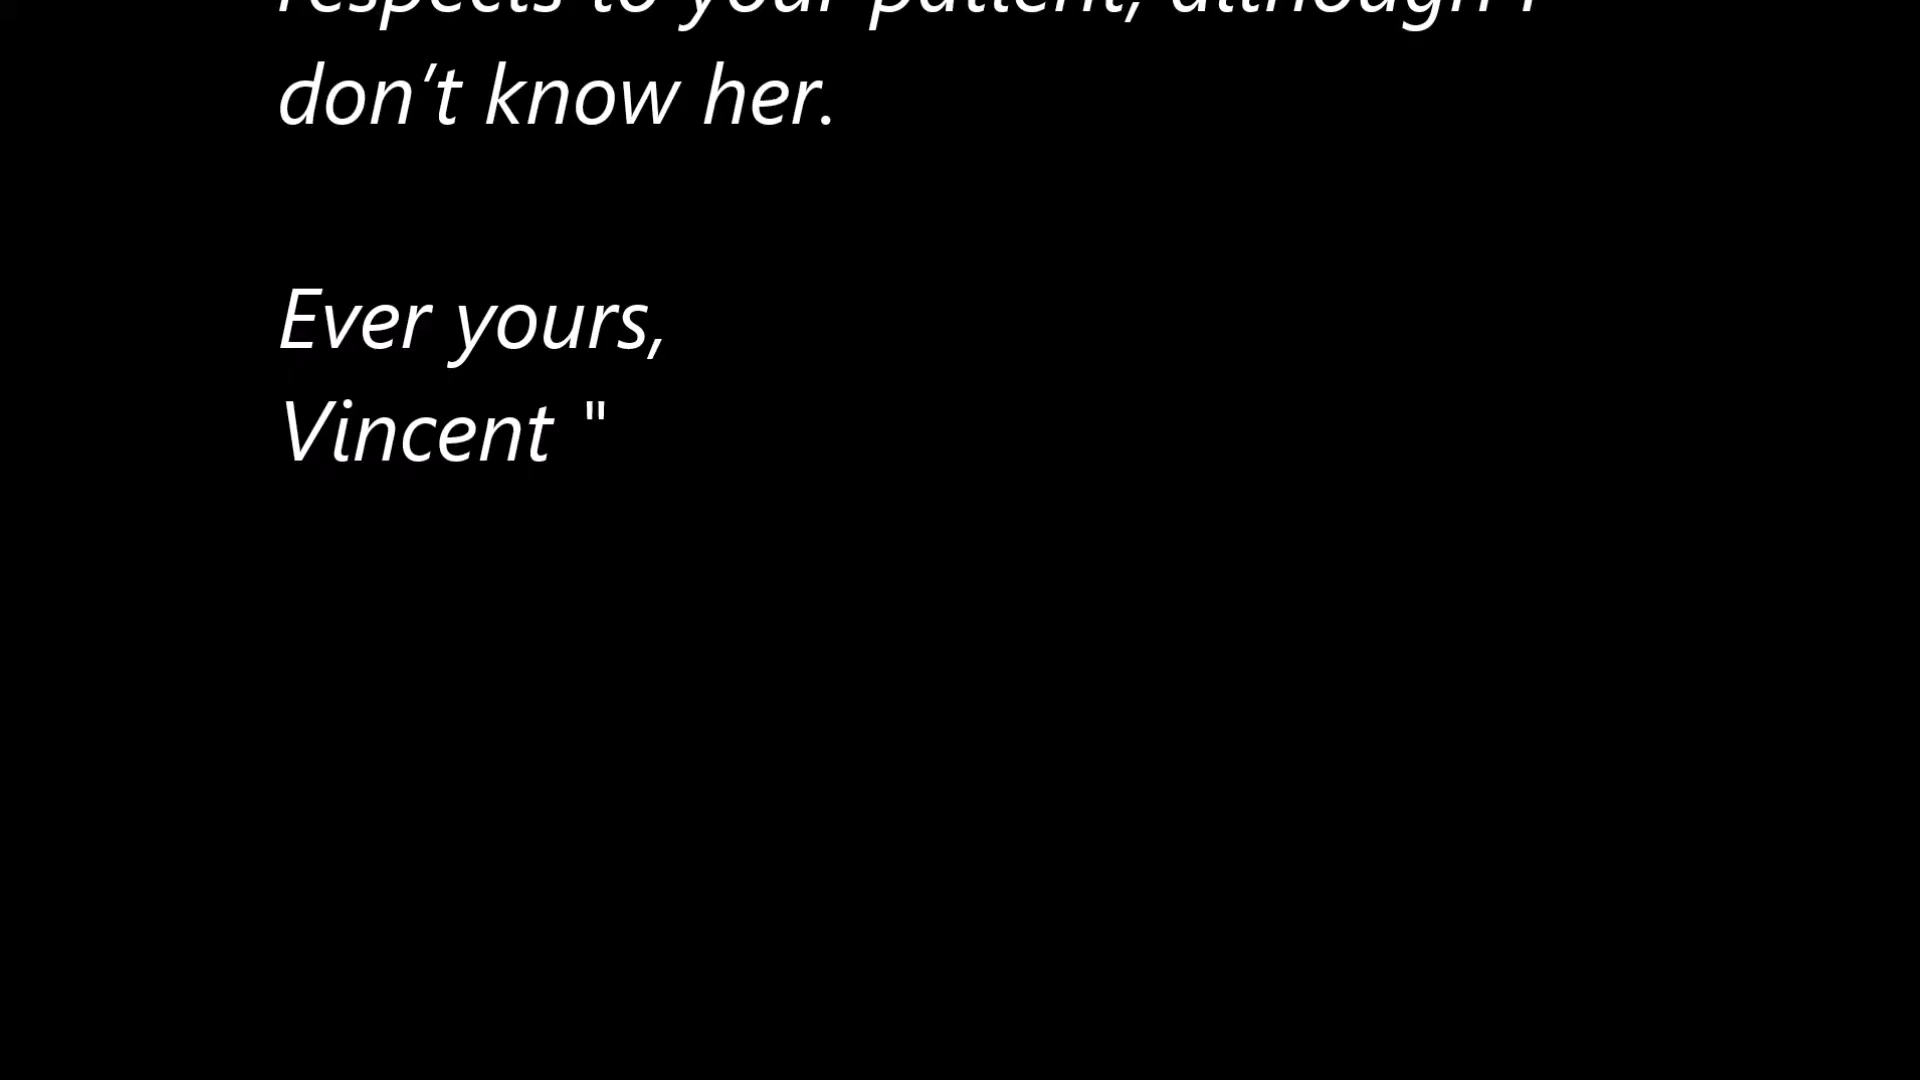 respects to your patient, although I
don’t know her.
Ever yours,
Vincent "